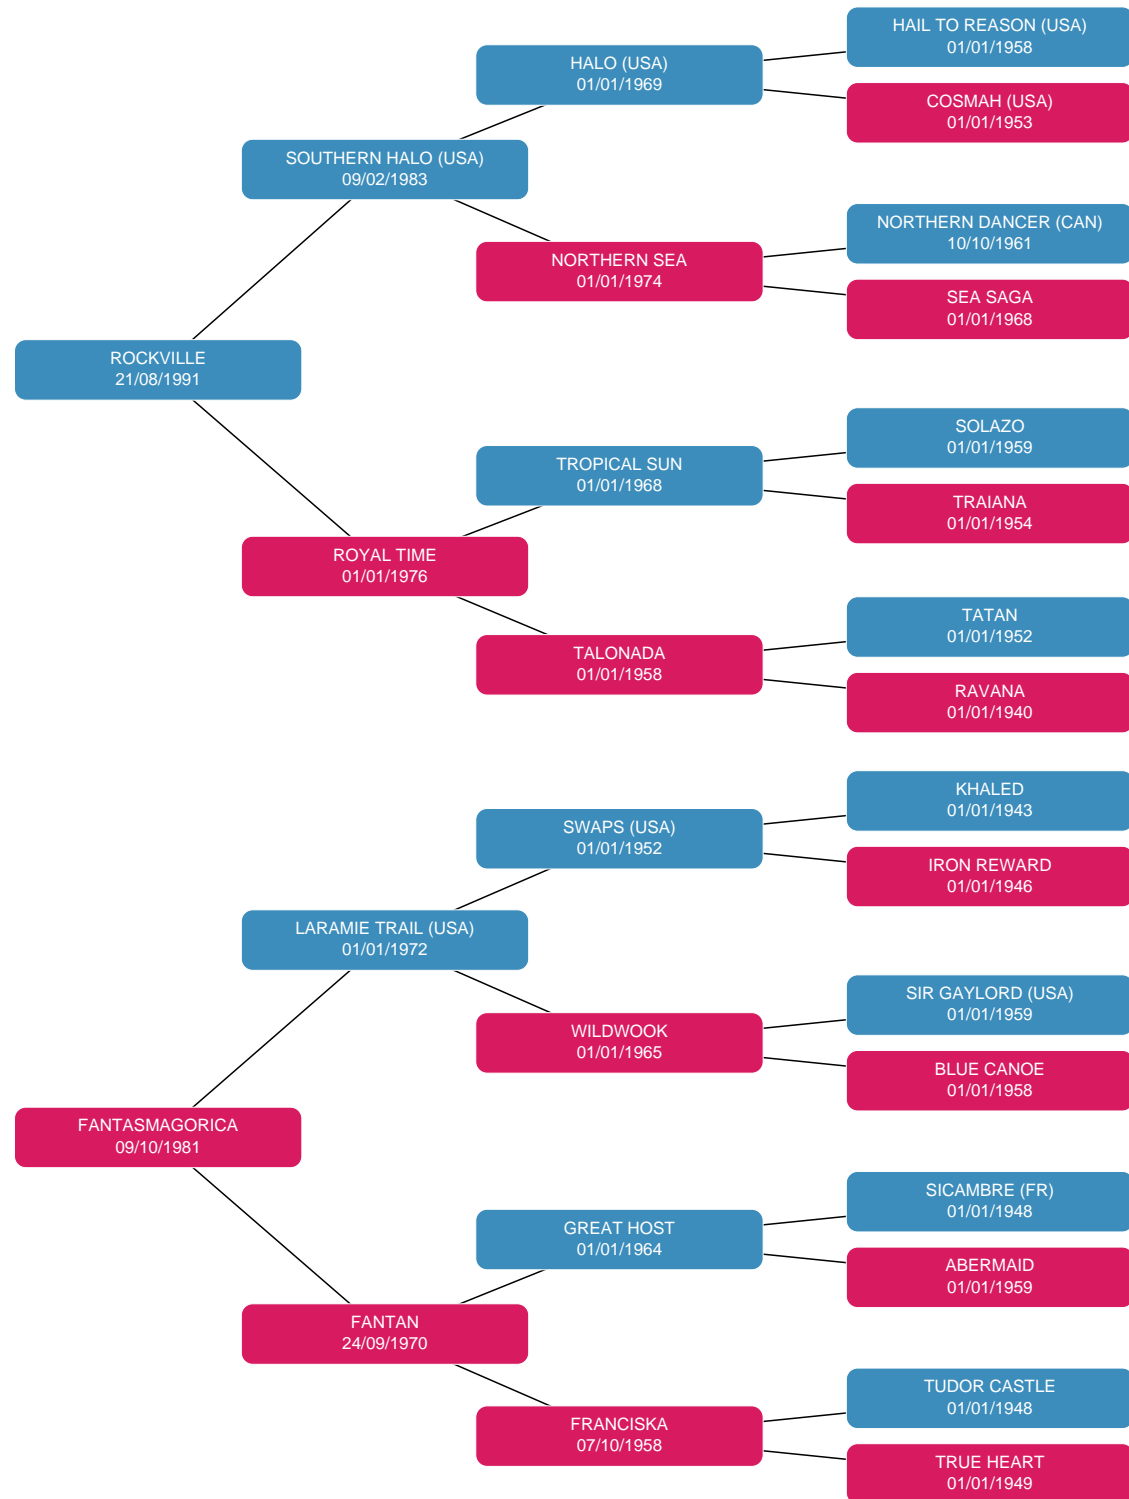 HAIL TO REASON (USA)
01/01/1958
HALO (USA)
01/01/1969
COSMAH (USA)
01/01/1953
SOUTHERN HALO (USA)
09/02/1983
NORTHERN DANCER (CAN)
10/10/1961
NORTHERN SEA
01/01/1974
SEA SAGA
01/01/1968
ROCKVILLE
21/08/1991
SOLAZO
01/01/1959
TROPICAL SUN
01/01/1968
TRAIANA
01/01/1954
ROYAL TIME
01/01/1976
TATAN
01/01/1952
TALONADA
01/01/1958
RAVANA
01/01/1940
KHALED
01/01/1943
SWAPS (USA)
01/01/1952
IRON REWARD
01/01/1946
LARAMIE TRAIL (USA)
01/01/1972
SIR GAYLORD (USA)
01/01/1959
WILDWOOK
01/01/1965
BLUE CANOE
01/01/1958
FANTASMAGORICA
09/10/1981
SICAMBRE (FR)
01/01/1948
GREAT HOST
01/01/1964
ABERMAID
01/01/1959
FANTAN
24/09/1970
TUDOR CASTLE
01/01/1948
FRANCISKA
07/10/1958
TRUE HEART
01/01/1949